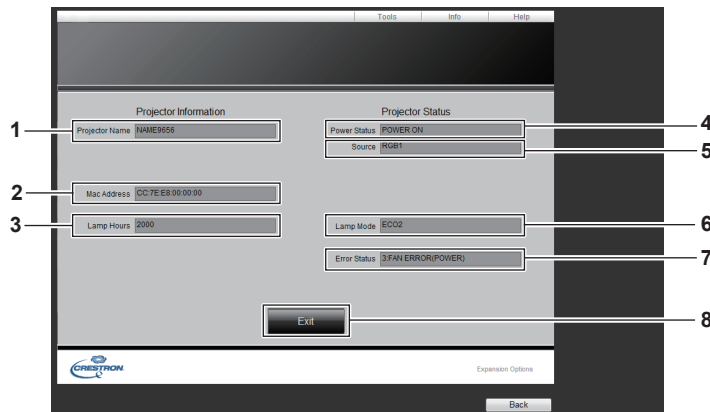 Tools Info Help
Projector Information Projector Status
1 Projector Name NAME9656 Power Status POWER ON 4
Source RGB1 5
2 Mac Address CC:7E:E8:00:00:00
3 Lamp Hours 2000 Lamp Mode ECO2 6
Error Status 3:FAN ERROR(POWER) 7
Exit 8
CRESTRON Expansion Options
Back